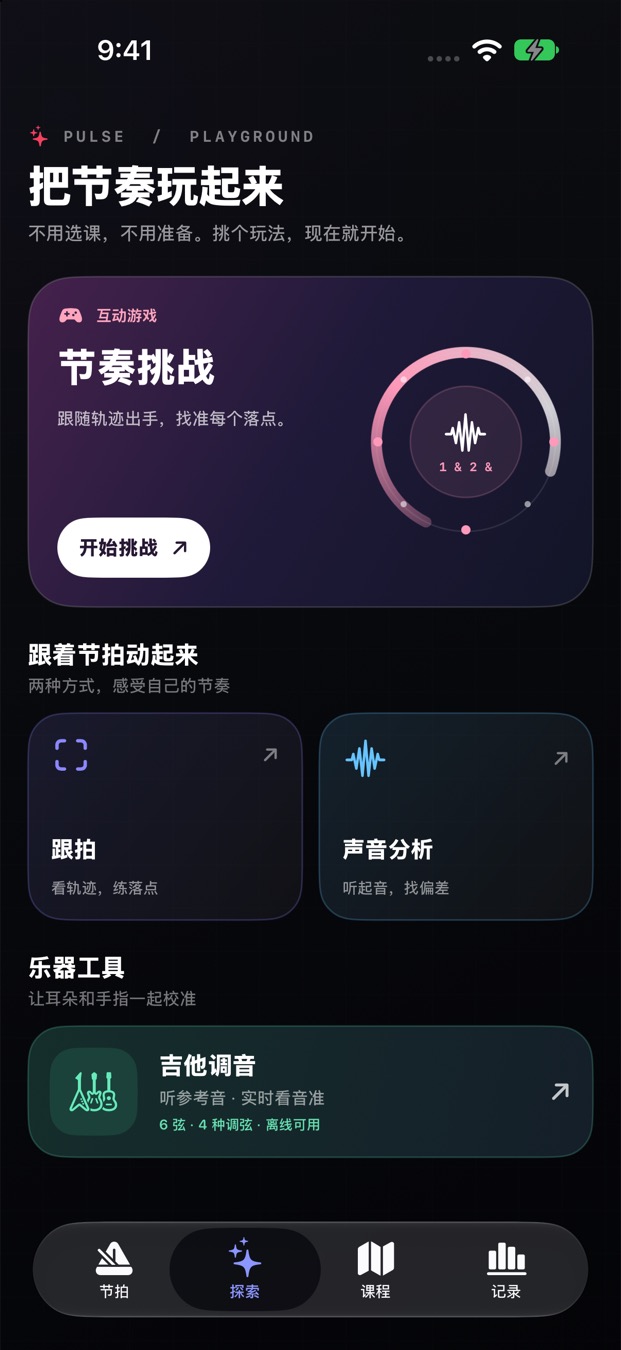 9:41
PULSE / PLAYGROUND
把节奏玩起来
不用选课，不用准备。挑个玩法，现在就开始。
互动游戏
节奏挑战
跟随轨迹出手，找准每个落点。
1 & 2 &
开始挑战
跟着节拍动起来
两种方式，感受自己的节奏
跟拍
看轨迹，练落点
声音分析
听起音，找偏差
乐器工具
让耳朵和手指一起校准
吉他调音
听参考音 · 实时看音准
6 弦 · 4 种调弦 · 离线可用
节拍
探索
课程
记录